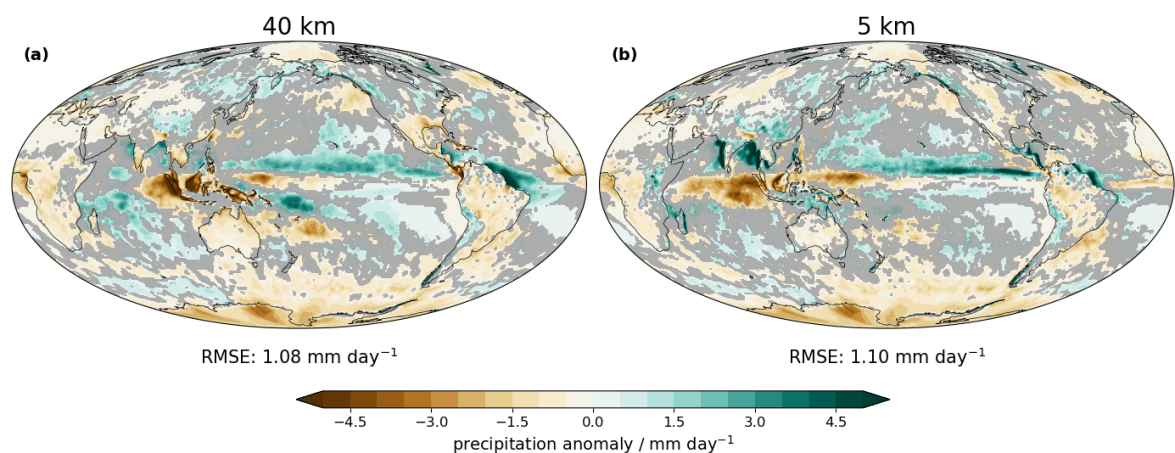 40 km
5 km
(a)
(b)
RMSE: 1.08 mm day⁻¹
RMSE: 1.10 mm day⁻¹
−4.5 −3.0 −1.5 0.0 1.5 3.0 4.5
precipitation anomaly / mm day⁻¹